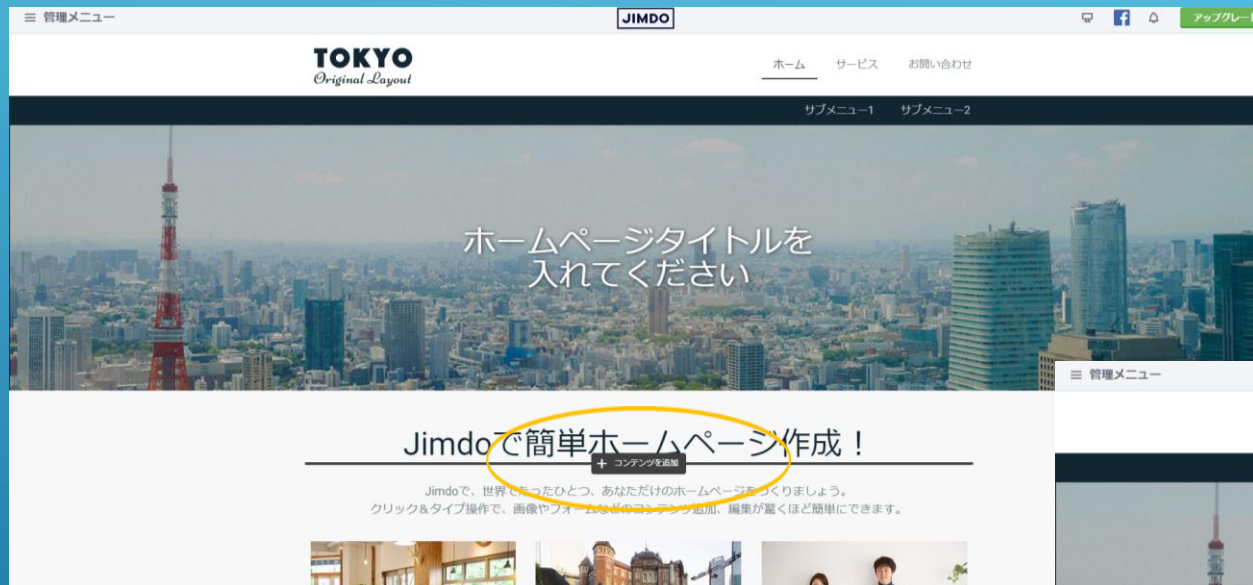 管理メニュー
JIMDO
アップグレード
TOKYO
Original Layout
ホーム
サービス
お問い合わせ
サブメニュー1
サブメニュー2
ホームページタイトルを
入れてください
管理メニュー
Jimdoで簡単ホームページ作成！
+ コンテンツを追加
Jimdoで、世界でたったひとつ、あなただけのホームページをつくりましょう。
クリック＆タイプ操作で、画像やフォームなどのコンテンツ追加、編集が驚くほど簡単にできます。